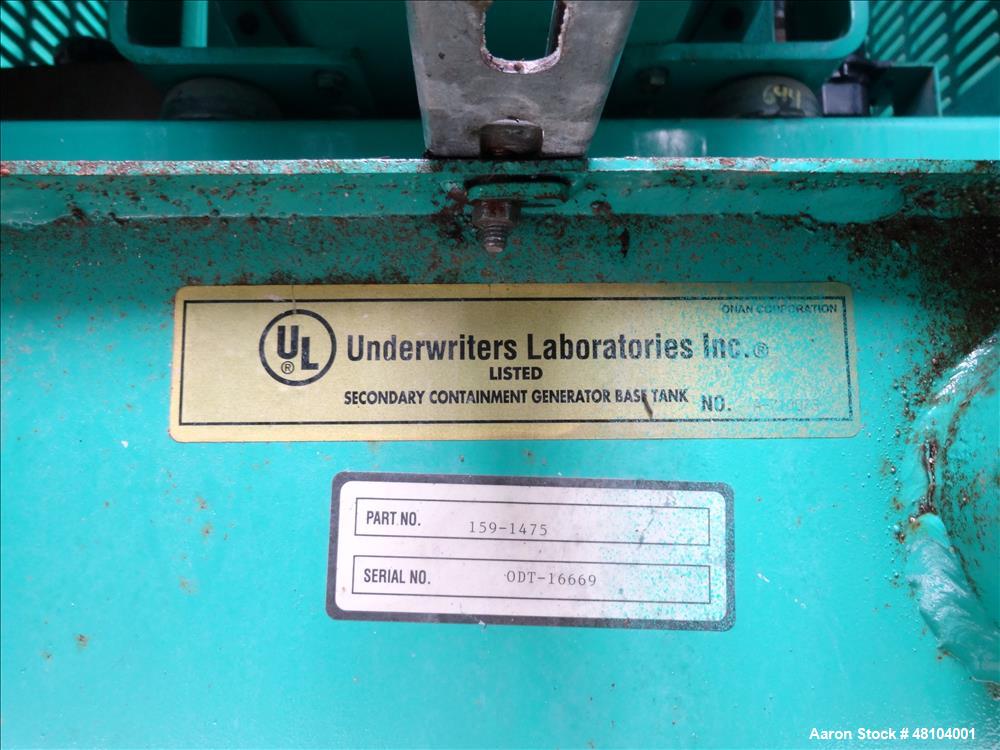 644
ONAN CORPORATION
UL
®
Underwriters Laboratories Inc.®
LISTED
SECONDARY CONTAINMENT GENERATOR BASE TANK NO.
PART NO. 159-1475
SERIAL NO. ODT-16669
Aaron Stock # 48104001